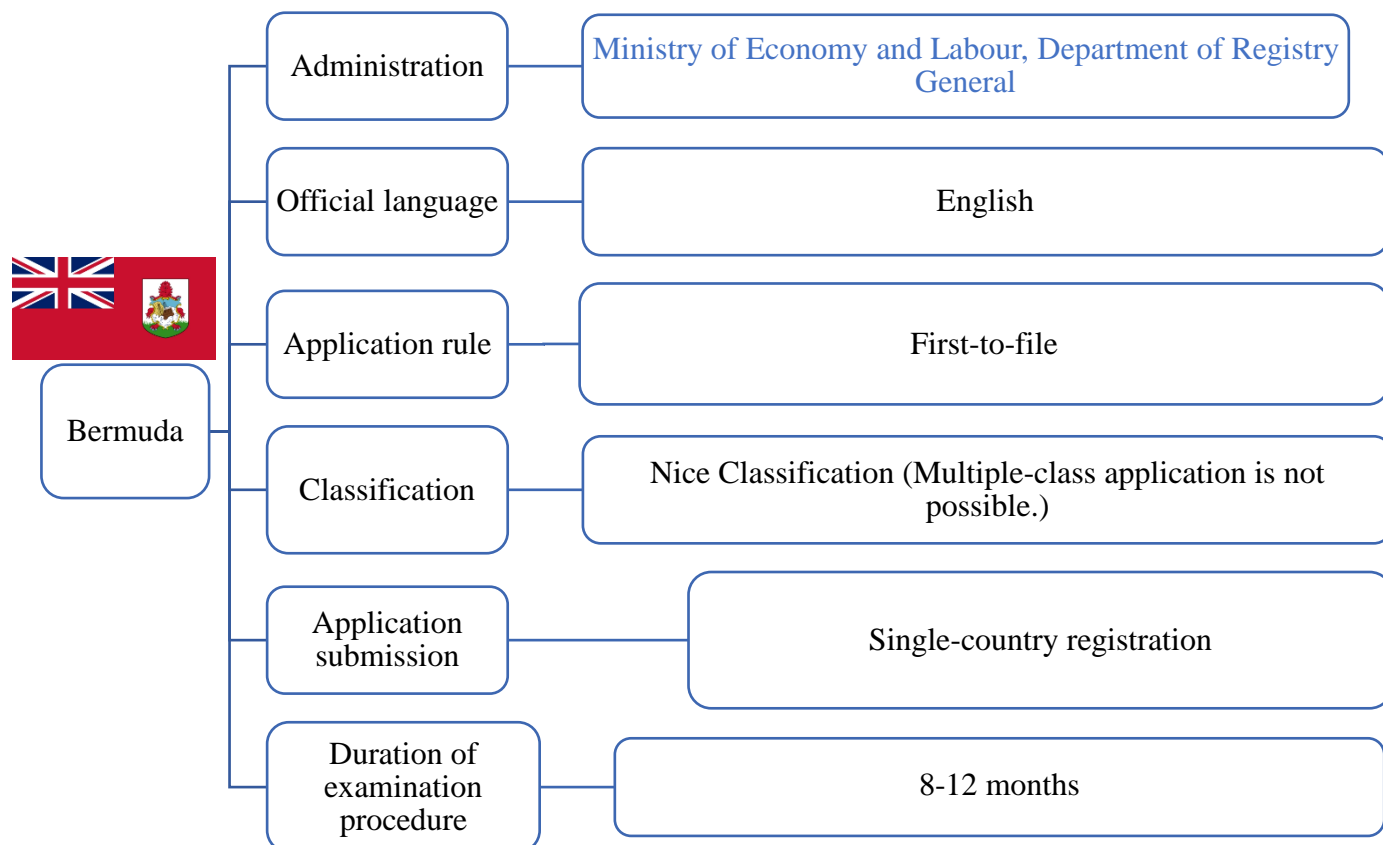 Administration
Ministry of Economy and Labour, Department of Registry
General
Official language
English
Application rule
First-to-file
Bermuda
Classification
Nice Classification (Multiple-class application is not
possible.)
Application
submission
Single-country registration
Duration of
examination
procedure
8-12 months